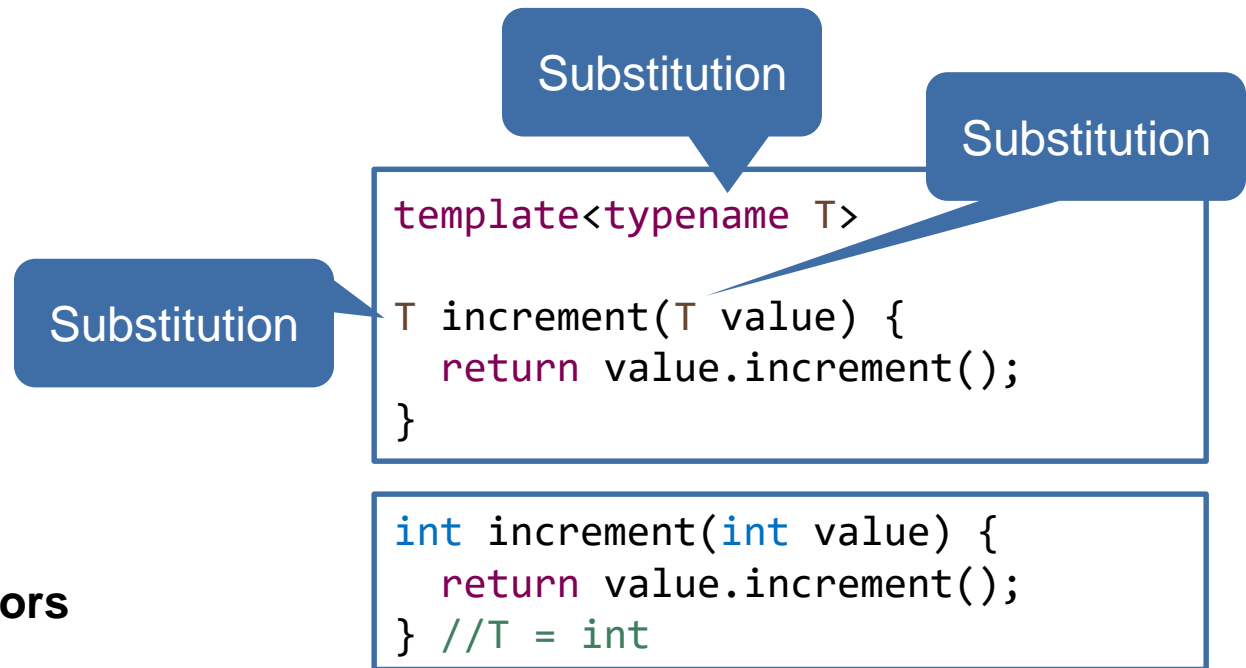 Substitution
Substitution
template<typename T>
Substitution
T increment(T value) {
return value.increment();
}
int increment(int value) {
return value.increment();
ors
} //T = int